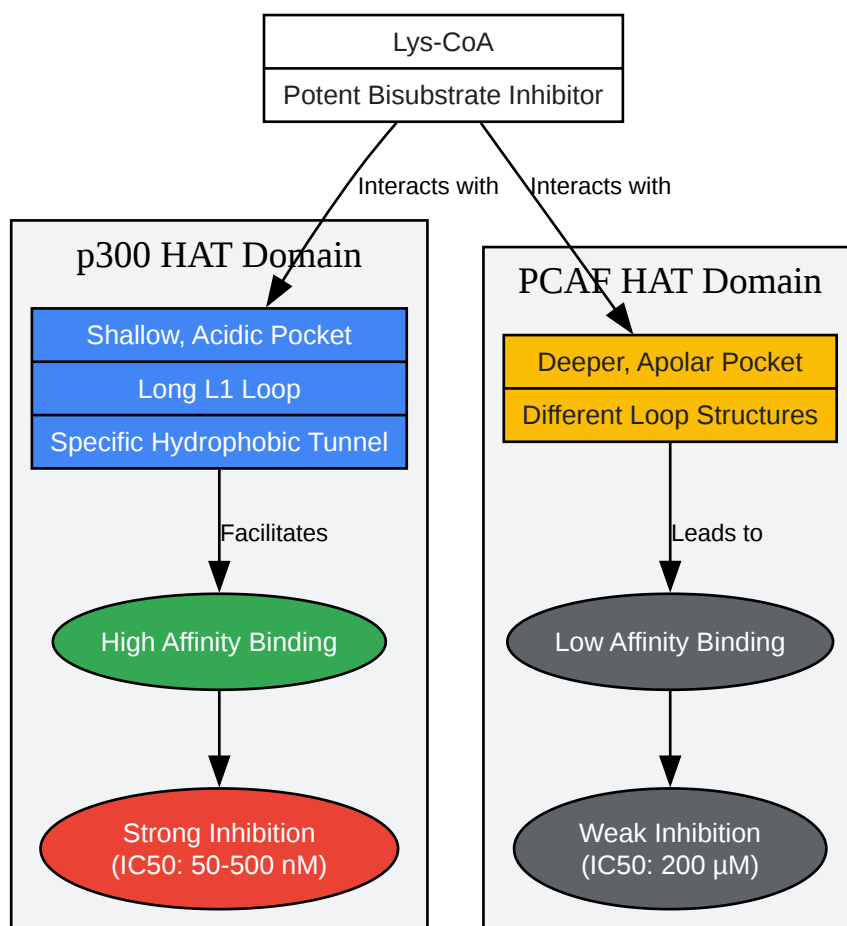 Lys-CoA
Potent Bisubstrate Inhibitor
Interacts with
Interacts with
p300 HAT Domain
Shallow, Acidic Pocket
Long L1 Loop
Specific Hydrophobic Tunnel
Facilitates
High Affinity Binding
Strong Inhibition
(IC50: 50-500 nM)
PCAF HAT Domain
Deeper, Apolar Pocket
Different Loop Structures
Leads to
Low Affinity Binding
Weak Inhibition
(IC50: 200 µM)